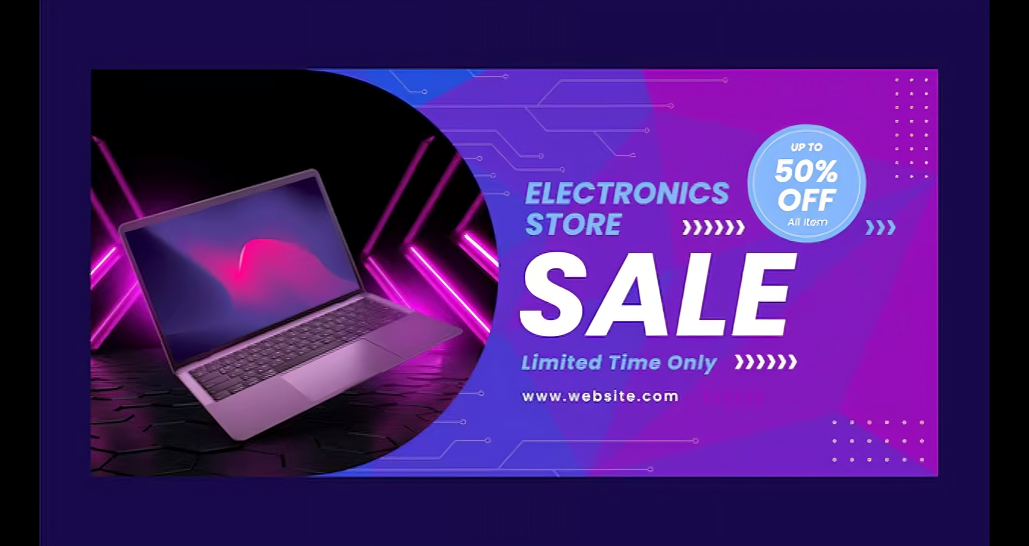 ELECTRONICS
STORE
UP TO
50%
OFF
All Item
SALE
Limited Time Only
www.website.com